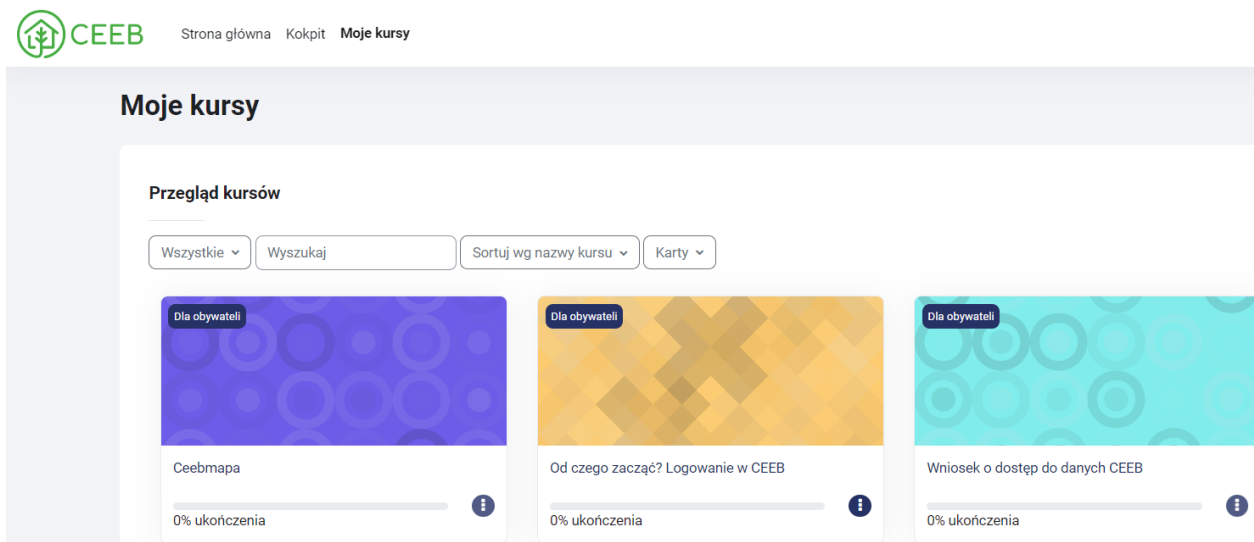 CEEB Strona główna Kokpit Moje kursy
Moje kursy
Przegląd kursów
Wszystkie Wyszukaj Sortuj wg nazwy kursu Karty
Dla obywateli Dla obywateli Dla obywateli
Ceebmapa Od czego zacząć? Logowanie w CEEB Wniosek o dostęp do danych CEEB
0% ukończenia 0% ukończenia 0% ukończenia